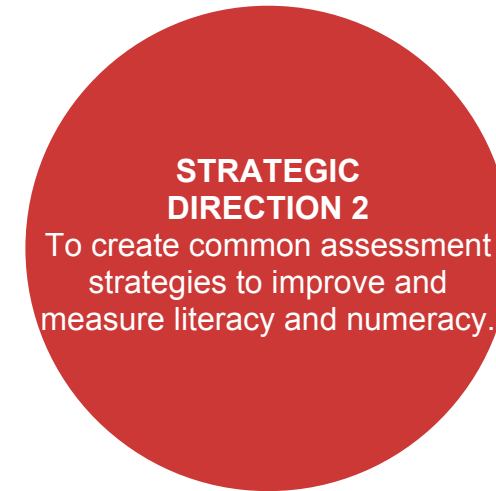 STRATEGIC
DIRECTION 2
To create common assessment
strategies to improve and
measure literacy and numeracy.